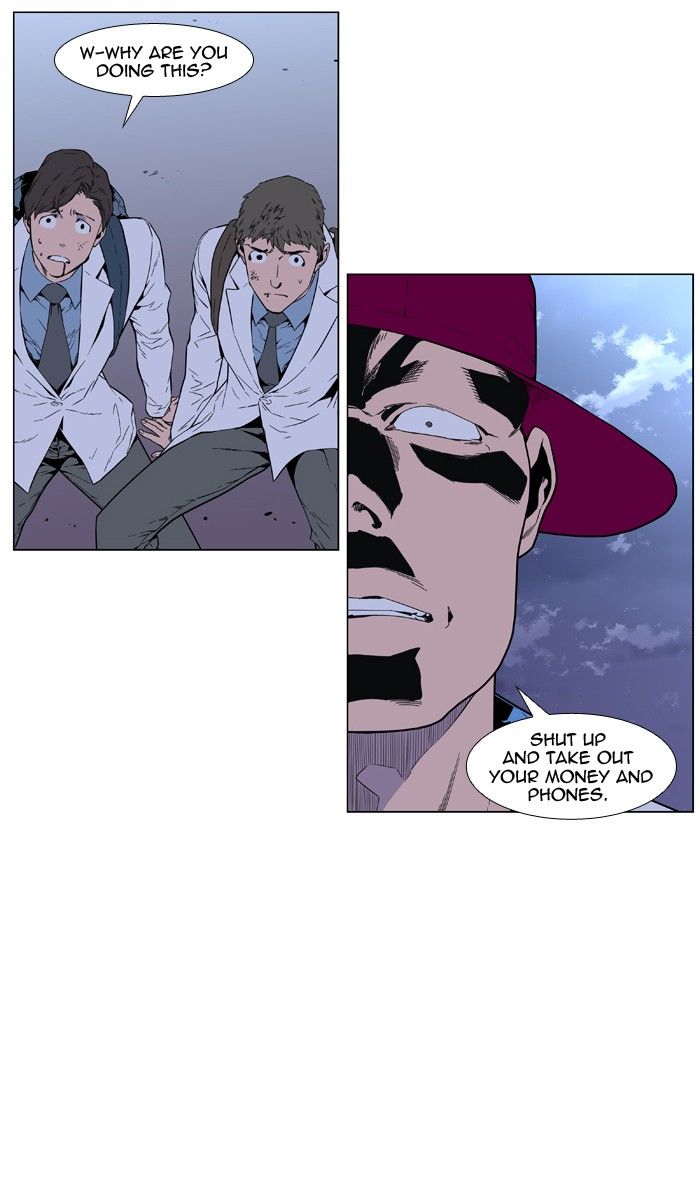 W-WHY ARE YOU
DOING THIS?
SHUT UP
AND TAKE OUT
YOUR MONEY AND
PHONES.